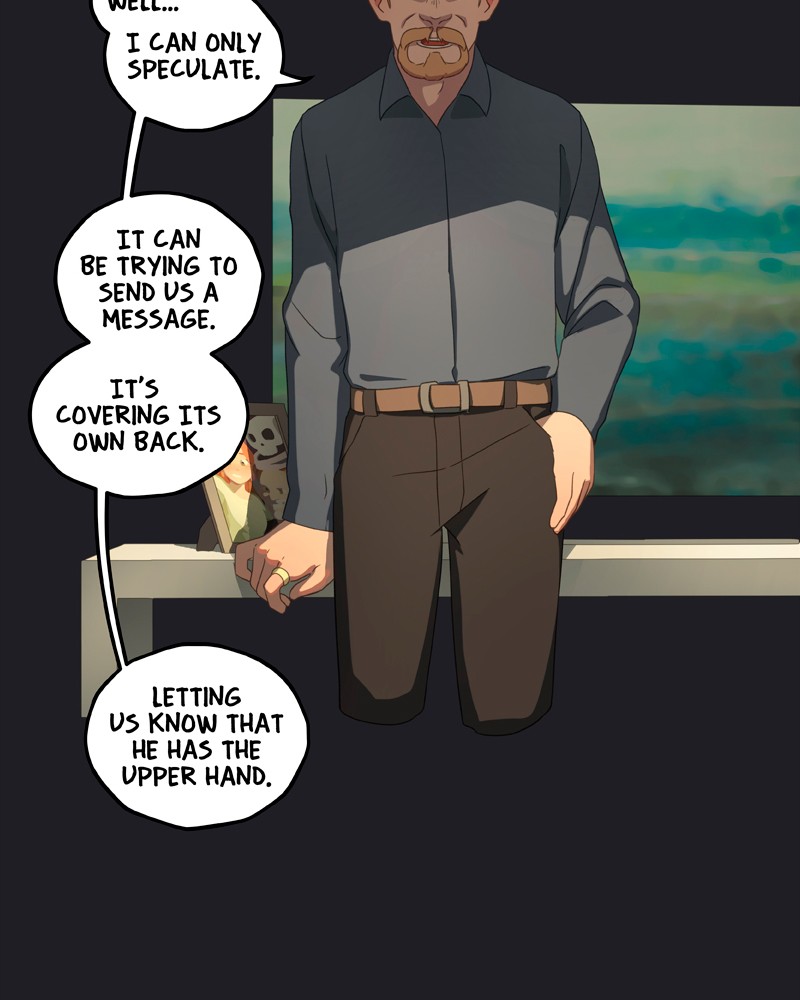 WELL...
I CAN ONLY
SPECULATE.
IT CAN
BE TRYING TO
SEND US A
MESSAGE.
IT'S
COVERING ITS
OWN BACK.
LETTING
US KNOW THAT
HE HAS THE
UPPER HAND.